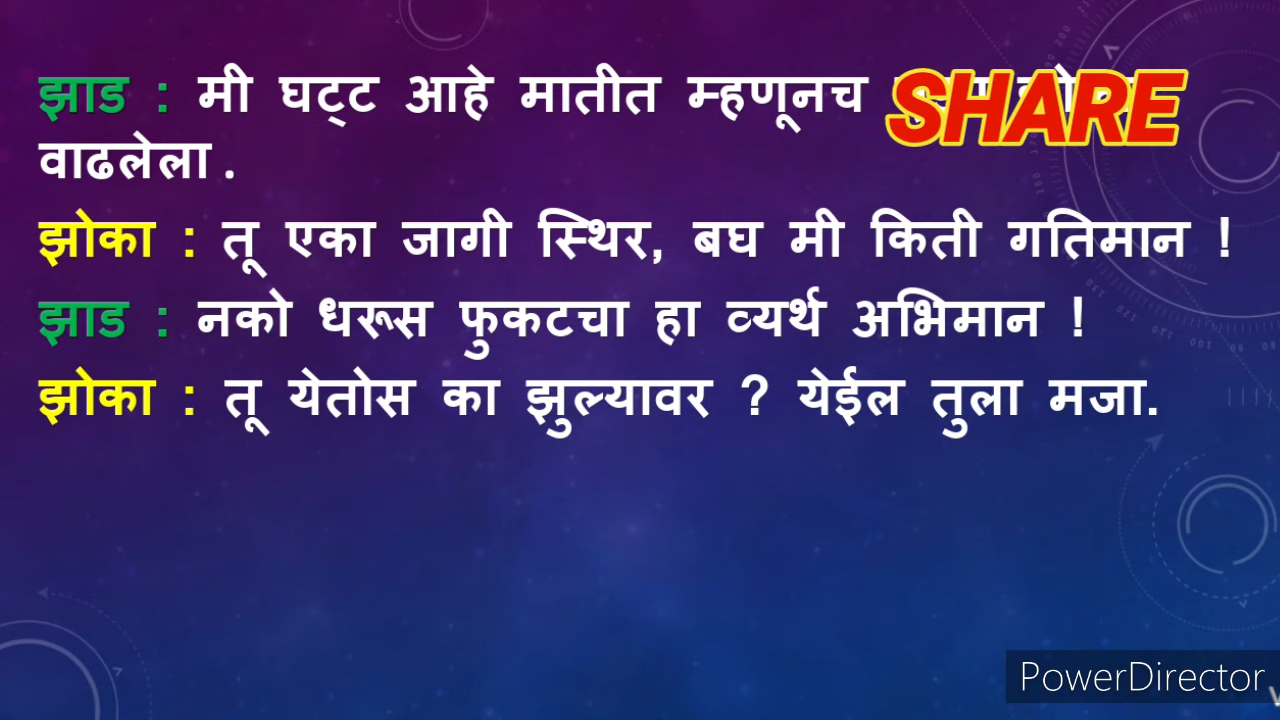 झाड : मी घट्ट आहे मातीत म्हणूनच SHARE
वाढलेला .
झोका : तू एका जागी स्थिर, बघ मी किती गतिमान !
झाड : नको धरूस फुकटचा हा व्यर्थ अभिमान !
झोका : तू येतोस का झुल्यावर ? येईल तुला मजा.
PowerDirector